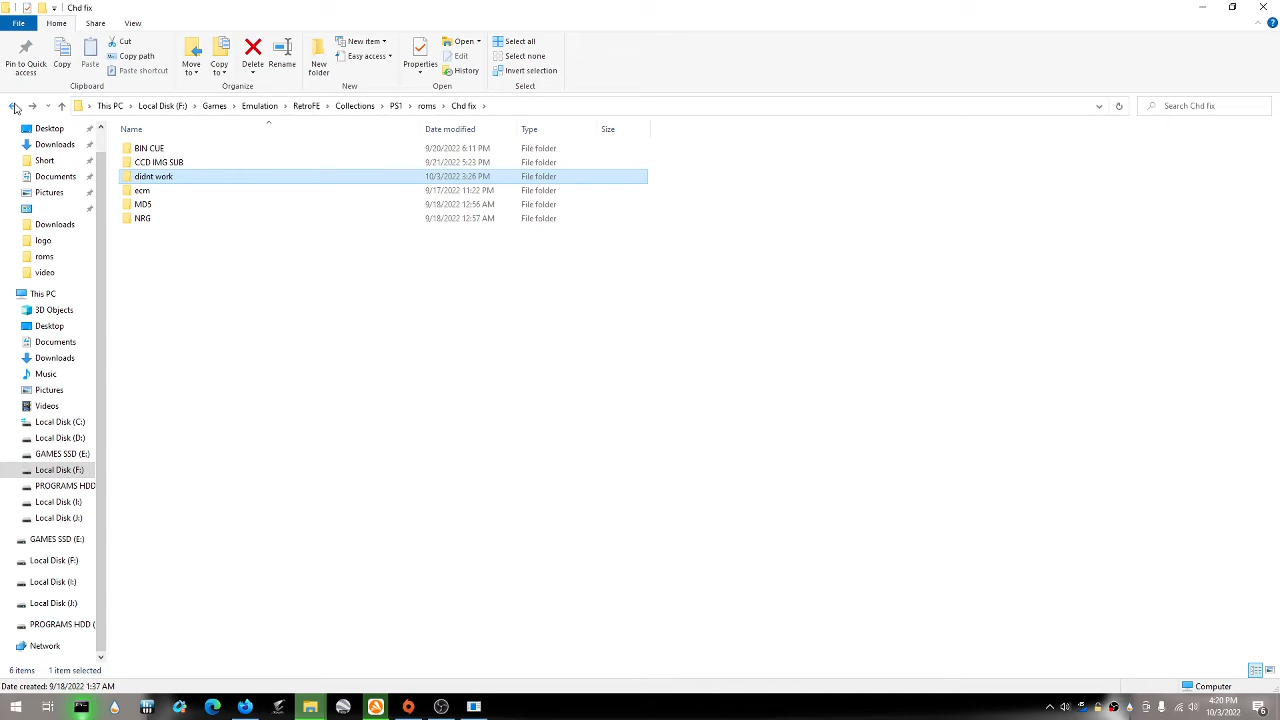 Chd fix
File
Home
Share
View
Pin to Quick access
Copy
Paste
Cut
Copy path
Paste shortcut
Clipboard
Move to
Copy to
Delete
Rename
Organize
New folder
New item
Easy access
New
Properties
Open
Edit
History
Open
Select all
Select none
Invert selection
Select
This PC > Local Disk (F:) > Games > Emulation > RetroFE > Collections > PS1 > roms > Chd fix >
Search Chd fix
Name Date modified Type Size
BIN CUE 9/20/2022 6:11 PM File folder
CCD IMG SUB 9/21/2022 5:23 PM File folder
didnt work 10/3/2022 3:26 PM File folder
ecm 9/17/2022 11:22 PM File folder
MD5 9/18/2022 12:56 AM File folder
NRG 9/18/2022 12:57 AM File folder
Desktop
Downloads
Short
Documents
Pictures
Downloads
logo
roms
video
This PC
3D Objects
Desktop
Documents
Downloads
Music
Pictures
Videos
Local Disk (C:)
Local Disk (D:)
GAMES SSD (E:)
Local Disk (F:)
PROGRAMS HDD
Local Disk (I:)
Local Disk (J:)
GAMES SSD (E:)
Local Disk (F:)
Local Disk (I:)
Local Disk (J:)
PROGRAMS HDD (
Network
6 items 1 item selected
Date created: 9/18/2022 1:37 AM
Computer
4:20 PM
10/3/2022
6